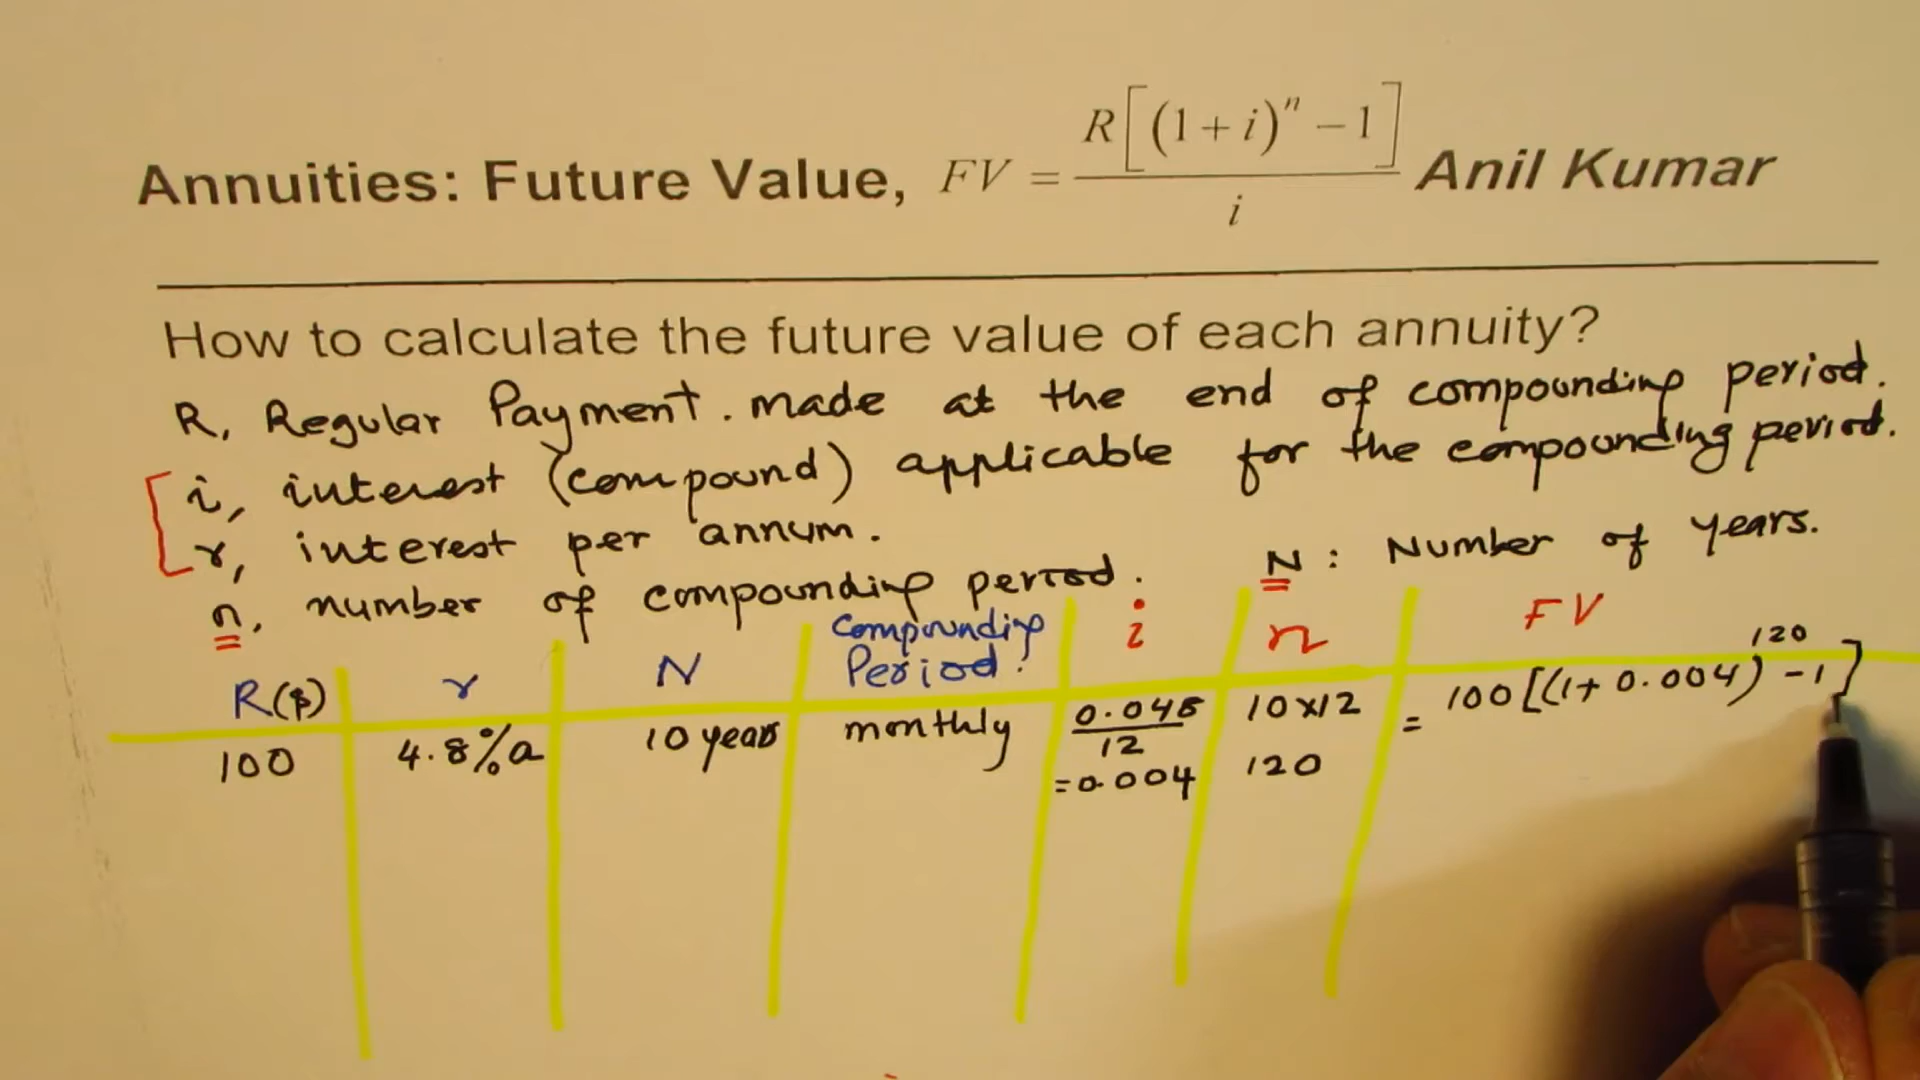 Annuities: Future Value, FV = R[(1 + i)^n − 1] / i Anil Kumar
How to calculate the future value of each annuity?
R, Regular Payment. made at the end of compounding period.
i, interest (compound) applicable for the compounding period.
r, interest per annum.
N : Number of years.
n, number of compounding period.
R($) r N Compounding Period. i n FV
100 4.8%/a 10 years monthly 0.048/12 10x12 = 100[(1+0.004)^120 -1]
=0.004 120